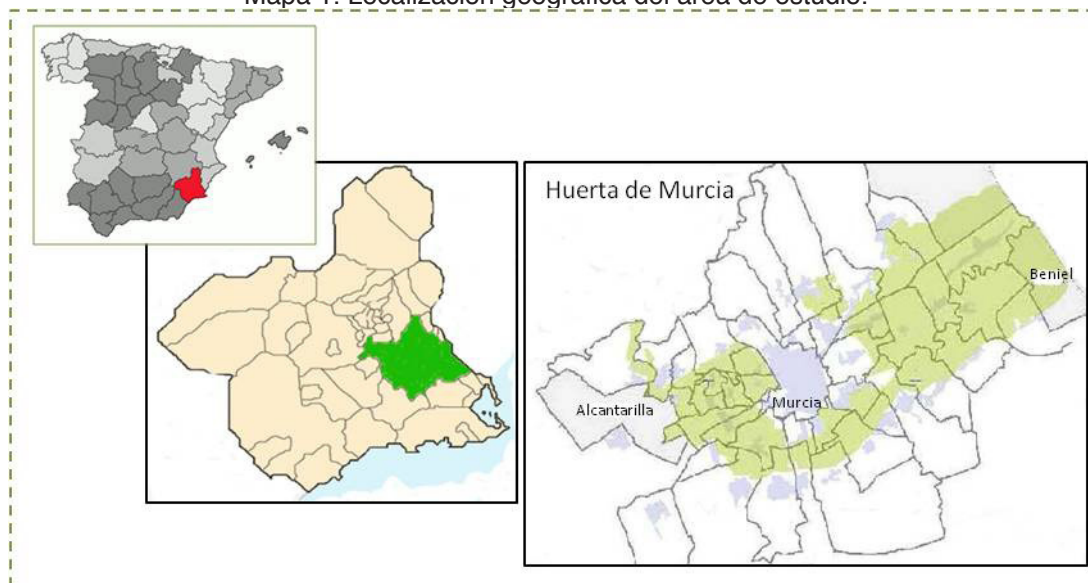 Mapa 1. Localización geográfica del área de estudio.
Huerta de Murcia
Beniel
Alcantarilla
Murcia